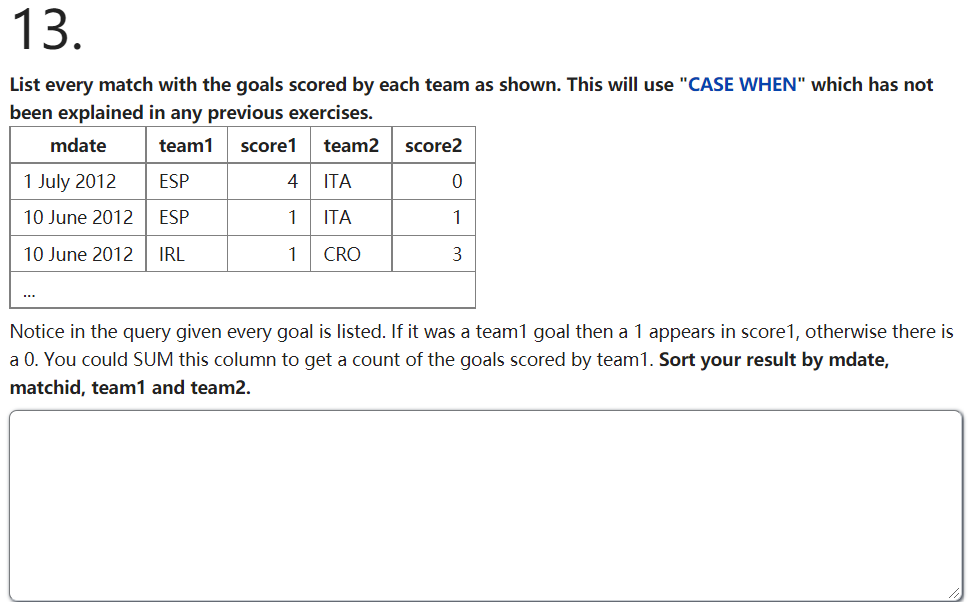 13.
List every match with the goals scored by each team as shown. This will use "CASE WHEN" which has not
been explained in any previous exercises.
mdate team1 score1 team2 score2
1 July 2012 ESP 4 ITA 0
10 June 2012 ESP 1 ITA 1
10 June 2012 IRL 1 CRO 3
...
Notice in the query given every goal is listed. If it was a team1 goal then a 1 appears in score1, otherwise there is
a 0. You could SUM this column to get a count of the goals scored by team1. Sort your result by mdate,
matchid, team1 and team2.